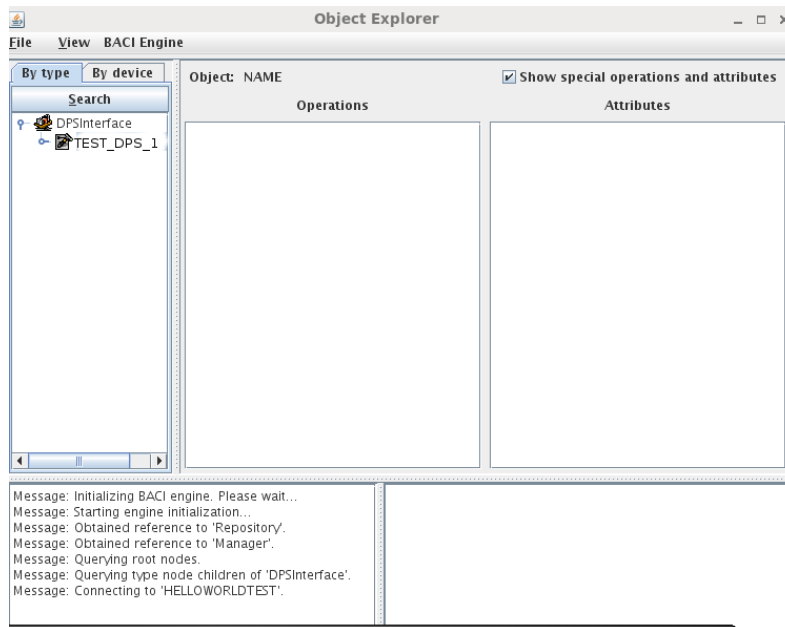 Object Explorer
File View BACI Engine
By type By device
Search
DPSInterface
TEST_DPS_1
Object: NAME
Show special operations and attributes
Operations Attributes
Message: Initializing BACI engine. Please wait...
Message: Starting engine initialization...
Message: Obtained reference to 'Repository'.
Message: Obtained reference to 'Manager'.
Message: Querying root nodes.
Message: Querying type node children of 'DPSInterface'.
Message: Connecting to 'HELLOWORLDTEST'.